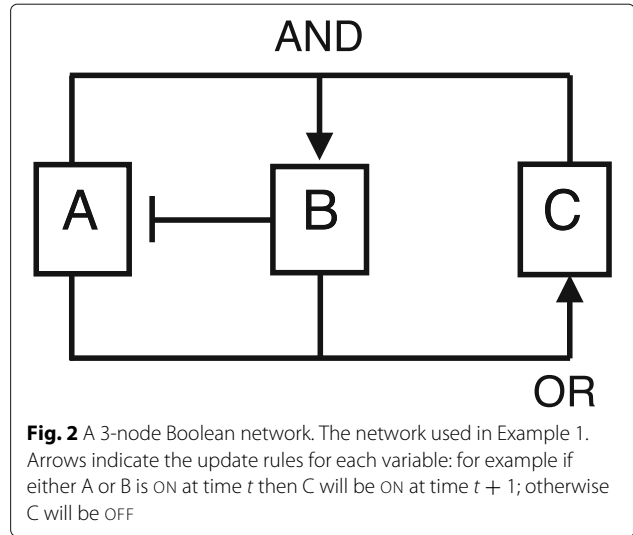 AND
A
B
C
OR
Fig. 2 A 3-node Boolean network. The network used in Example 1.
Arrows indicate the update rules for each variable: for example if
either A or B is ON at time t then C will be ON at time t + 1; otherwise
C will be OFF